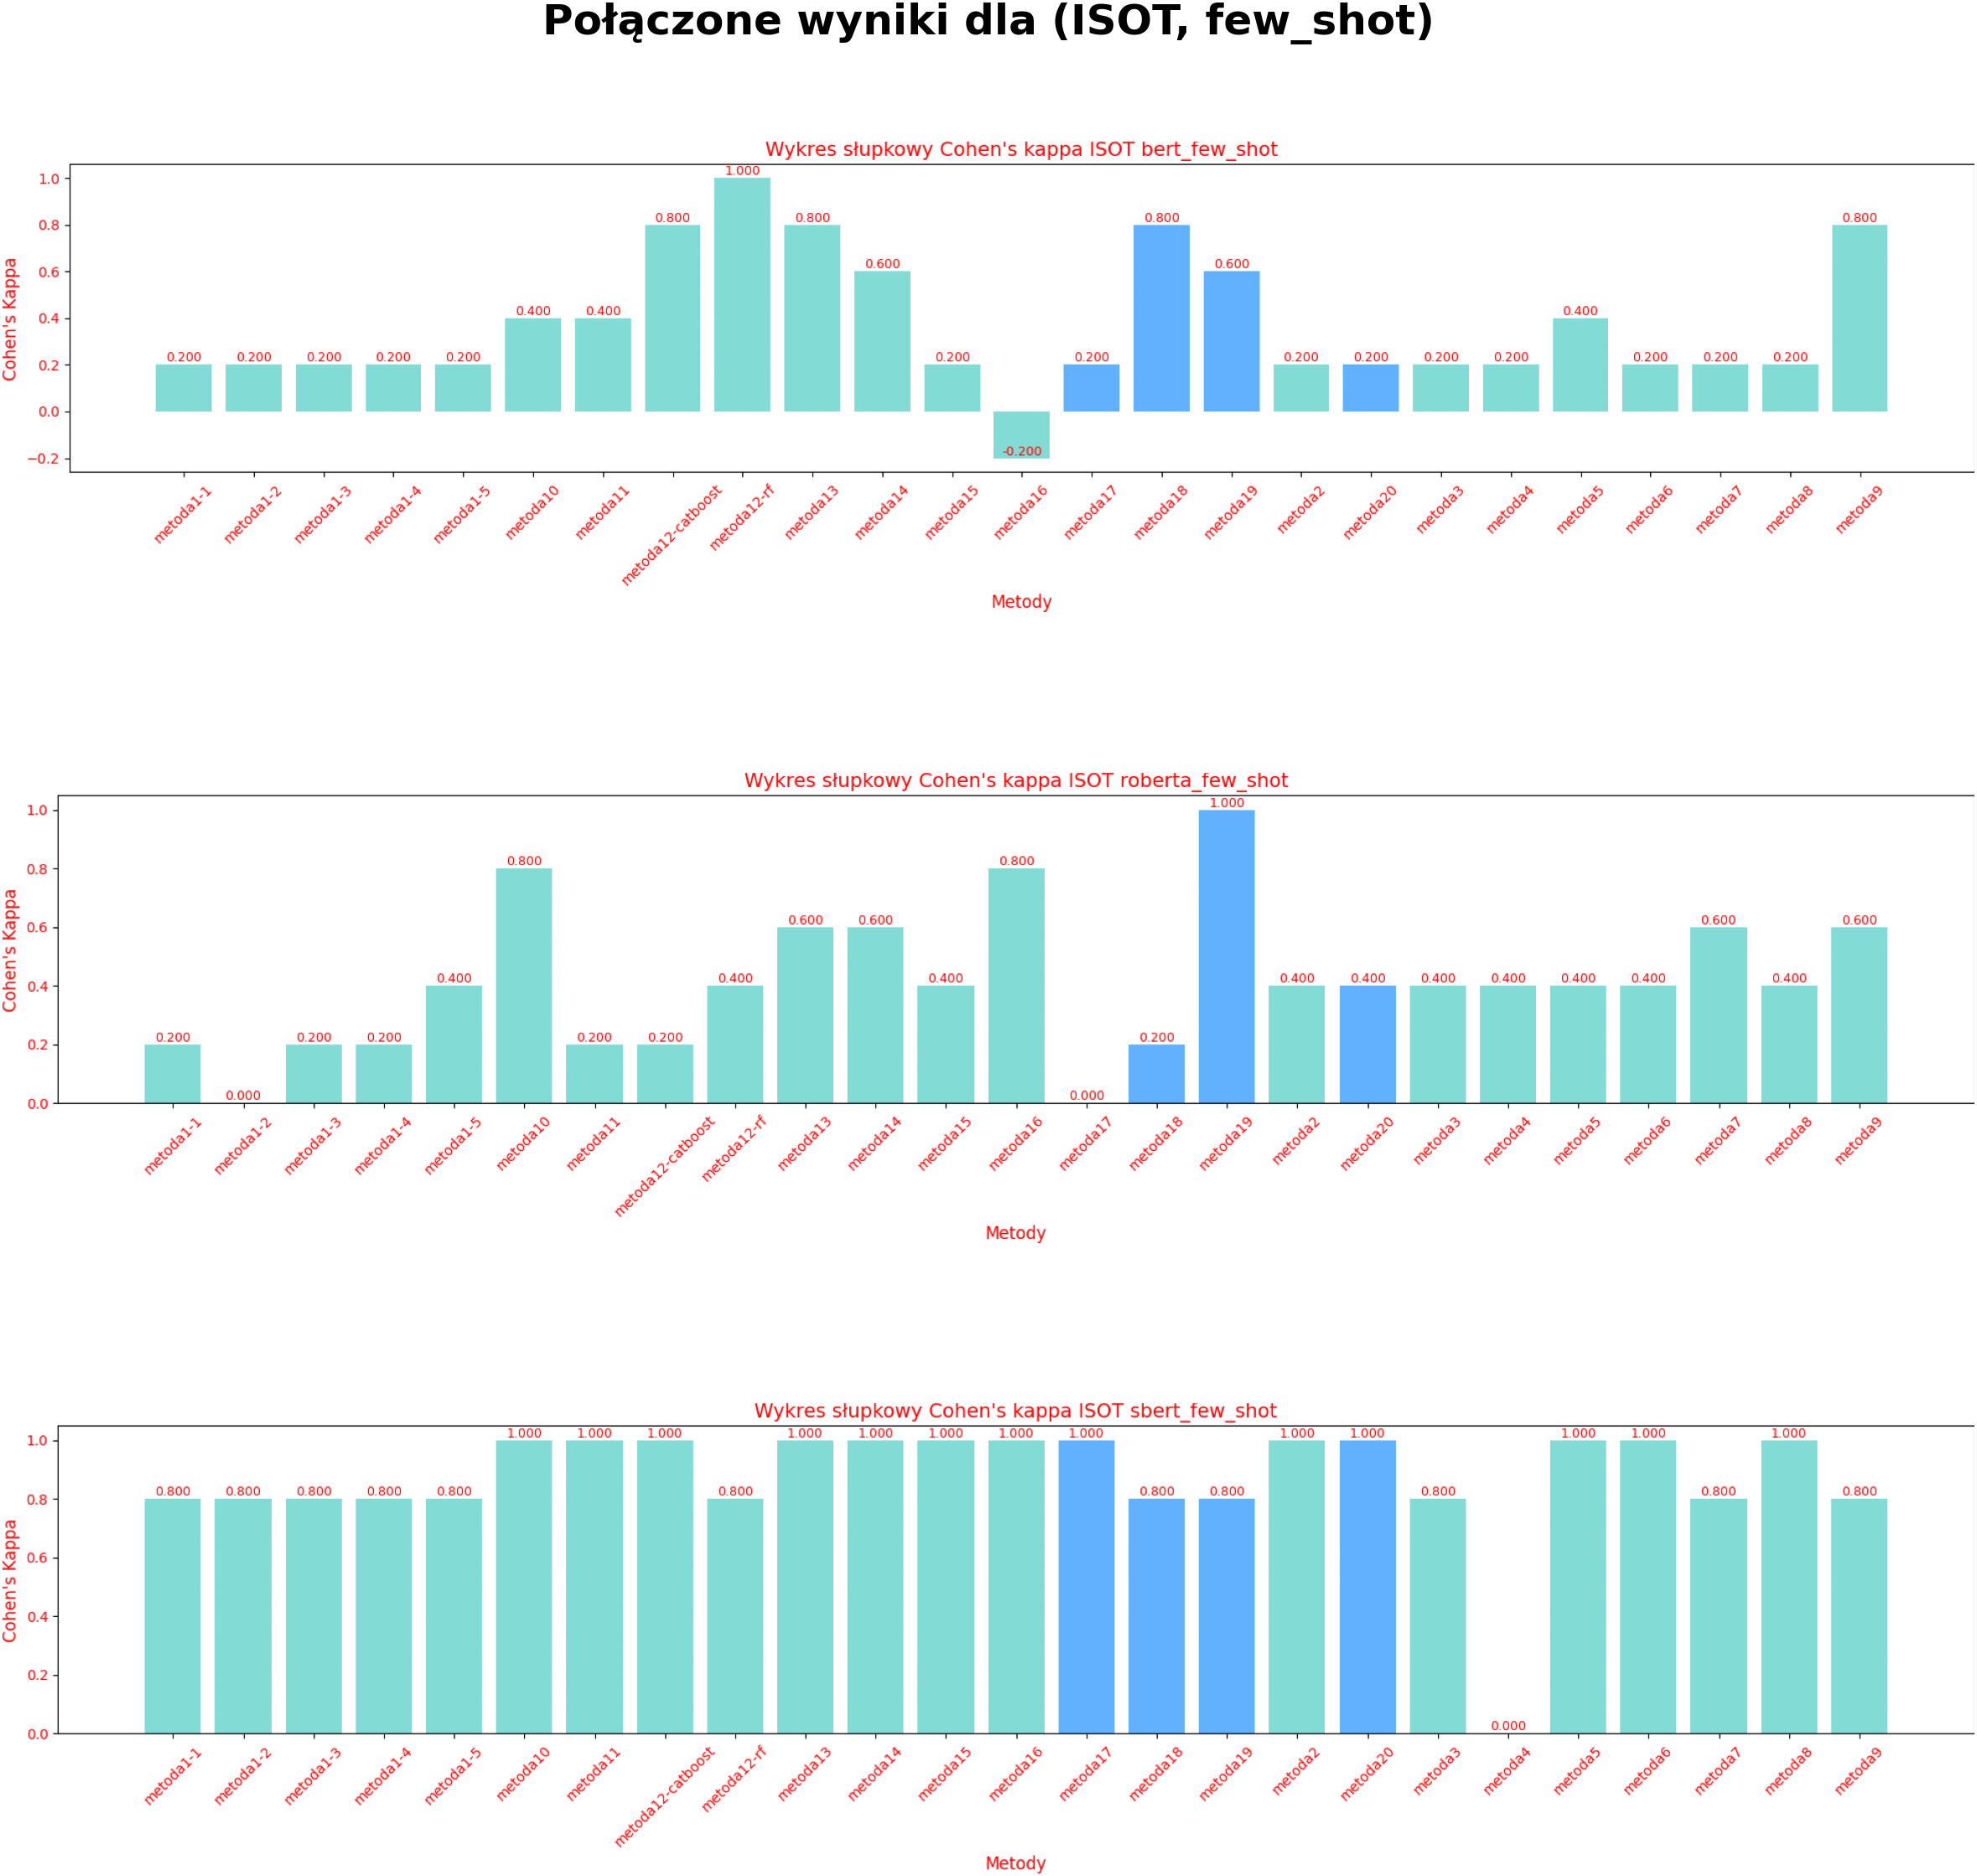 Połączone wyniki dla (ISOT, few_shot)
Wykres słupkowy Cohen's kappa ISOT bert_few_shot
Cohen's Kappa
1.0
0.8
0.6
0.4
0.2
0.0
−0.2
0.200 0.200 0.200 0.200 0.200 0.400 0.400 0.800 1.000 0.800 0.600 0.200 -0.200 0.200 0.800 0.600 0.200 0.200 0.200 0.200 0.400 0.200 0.200 0.200 0.800
metoda1-1 metoda1-2 metoda1-3 metoda1-4 metoda1-5 metoda10 metoda11 metoda12-catboost metoda12-rf metoda13 metoda14 metoda15 metoda16 metoda17 metoda18 metoda19 metoda2 metoda20 metoda3 metoda4 metoda5 metoda6 metoda7 metoda8 metoda9
Metody
Wykres słupkowy Cohen's kappa ISOT roberta_few_shot
Cohen's Kappa
1.0
0.8
0.6
0.4
0.2
0.0
0.200 0.000 0.200 0.200 0.400 0.800 0.200 0.200 0.400 0.600 0.600 0.400 0.800 0.000 0.200 1.000 0.400 0.400 0.400 0.400 0.400 0.400 0.600 0.400 0.600
metoda1-1 metoda1-2 metoda1-3 metoda1-4 metoda1-5 metoda10 metoda11 metoda12-catboost metoda12-rf metoda13 metoda14 metoda15 metoda16 metoda17 metoda18 metoda19 metoda2 metoda20 metoda3 metoda4 metoda5 metoda6 metoda7 metoda8 metoda9
Metody
Wykres słupkowy Cohen's kappa ISOT sbert_few_shot
Cohen's Kappa
1.0
0.8
0.6
0.4
0.2
0.0
0.800 0.800 0.800 0.800 0.800 1.000 1.000 1.000 0.800 1.000 1.000 1.000 1.000 1.000 0.800 0.800 1.000 1.000 0.800 0.000 1.000 1.000 0.800 1.000 0.800
metoda1-1 metoda1-2 metoda1-3 metoda1-4 metoda1-5 metoda10 metoda11 metoda12-catboost metoda12-rf metoda13 metoda14 metoda15 metoda16 metoda17 metoda18 metoda19 metoda2 metoda20 metoda3 metoda4 metoda5 metoda6 metoda7 metoda8 metoda9
Metody